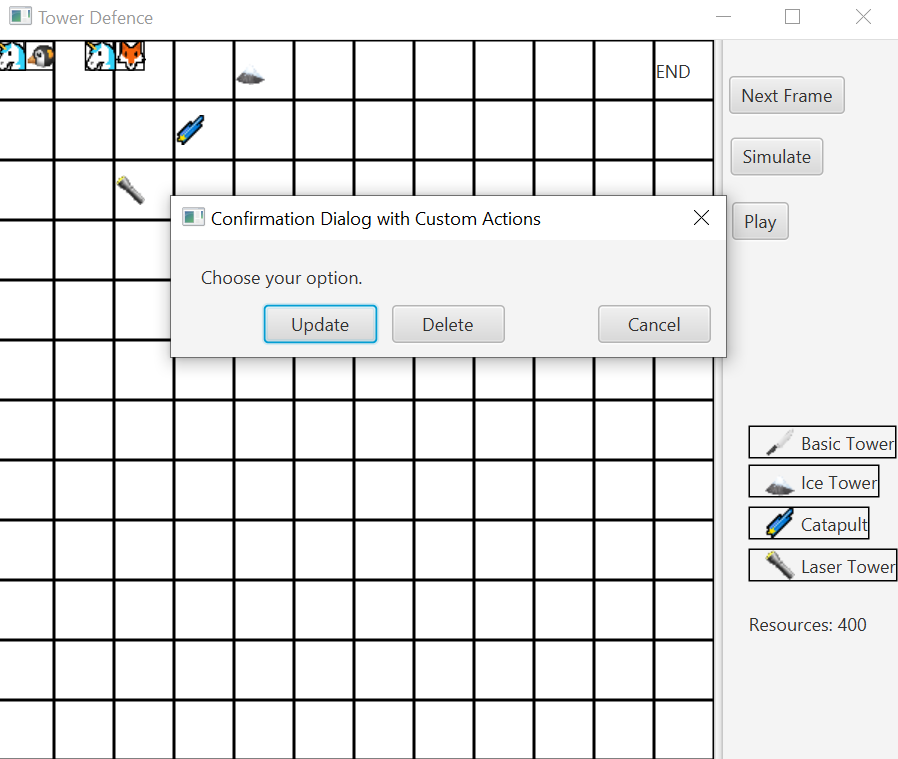 Tower Defence
END
Next Frame
Simulate
Play
Confirmation Dialog with Custom Actions
Choose your option.
Update Delete Cancel
Basic Tower
Ice Tower
Catapult
Laser Tower
Resources: 400